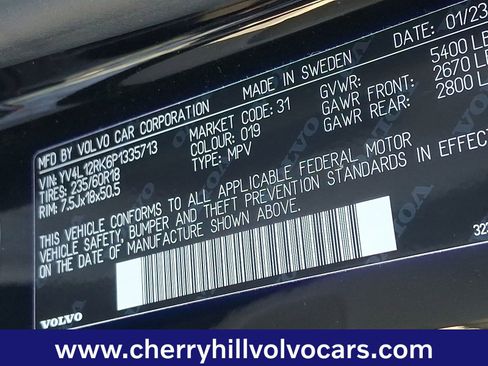 MFD BY VOLVO CAR CORPORATION MADE IN SWEDEN DATE: 01/23
VIN: YV4L12RK6P1335713 MARKET CODE: 31 GVWR: 5400 LB
TIRES: 235/60R18 COLOUR: 019 GAWR FRONT: 2670 LB
RIM: 7.5Jx18x50.5 TYPE: MPV GAWR REAR: 2800 LB
THIS VEHICLE CONFORMS TO ALL APPLICABLE FEDERAL MOTOR
VEHICLE SAFETY, BUMPER AND THEFT PREVENTION STANDARDS IN EFFECT
ON THE DATE OF MANUFACTURE SHOWN ABOVE.
323
VOLVO
www.cherryhillvolvocars.com